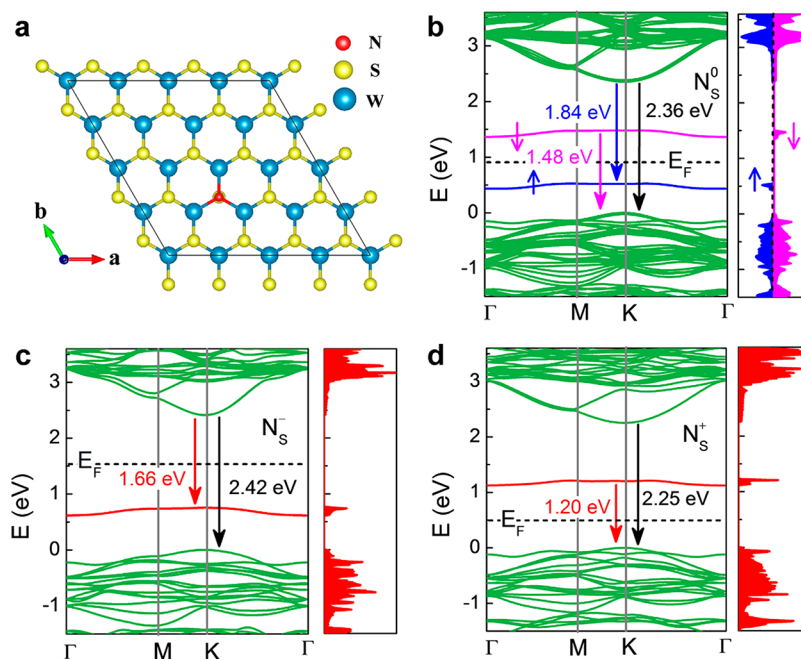 a
N
S
W
b
a
b
E (eV)
3
2
1
0
-1
N_S^0
1.84 eV
2.36 eV
1.48 eV
E_F
Γ
M
K
Γ
c
E (eV)
3
2
1
0
-1
N_S^-
E_F
1.66 eV
2.42 eV
Γ
M
K
Γ
d
E (eV)
3
2
1
0
-1
N_S^+
1.20 eV
2.25 eV
E_F
Γ
M
K
Γ